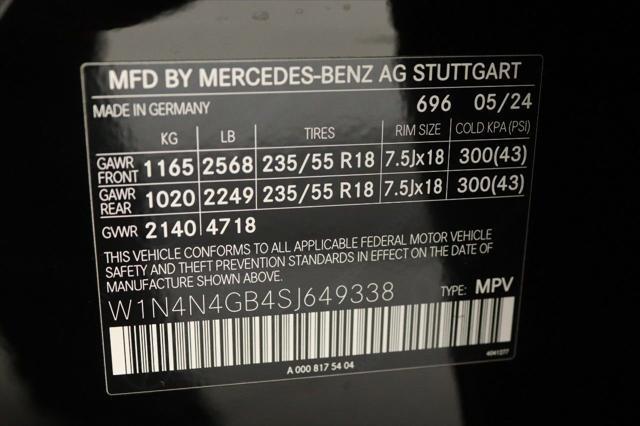 MFD BY MERCEDES-BENZ AG STUTTGART
MADE IN GERMANY 696 05/24
KG LB TIRES RIM SIZE COLD KPA (PSI)
GAWR FRONT 1165 2568 235/55 R18 7.5Jx18 300(43)
GAWR REAR 1020 2249 235/55 R18 7.5Jx18 300(43)
GVWR 2140 4718
THIS VEHICLE CONFORMS TO ALL APPLICABLE FEDERAL MOTOR VEHICLE
SAFETY AND THEFT PREVENTION STANDARDS IN EFFECT ON THE DATE OF
MANUFACTURE SHOWN ABOVE.
W1N4N4GB4SJ649338 TYPE: MPV
A 000 817 54 04 4041077